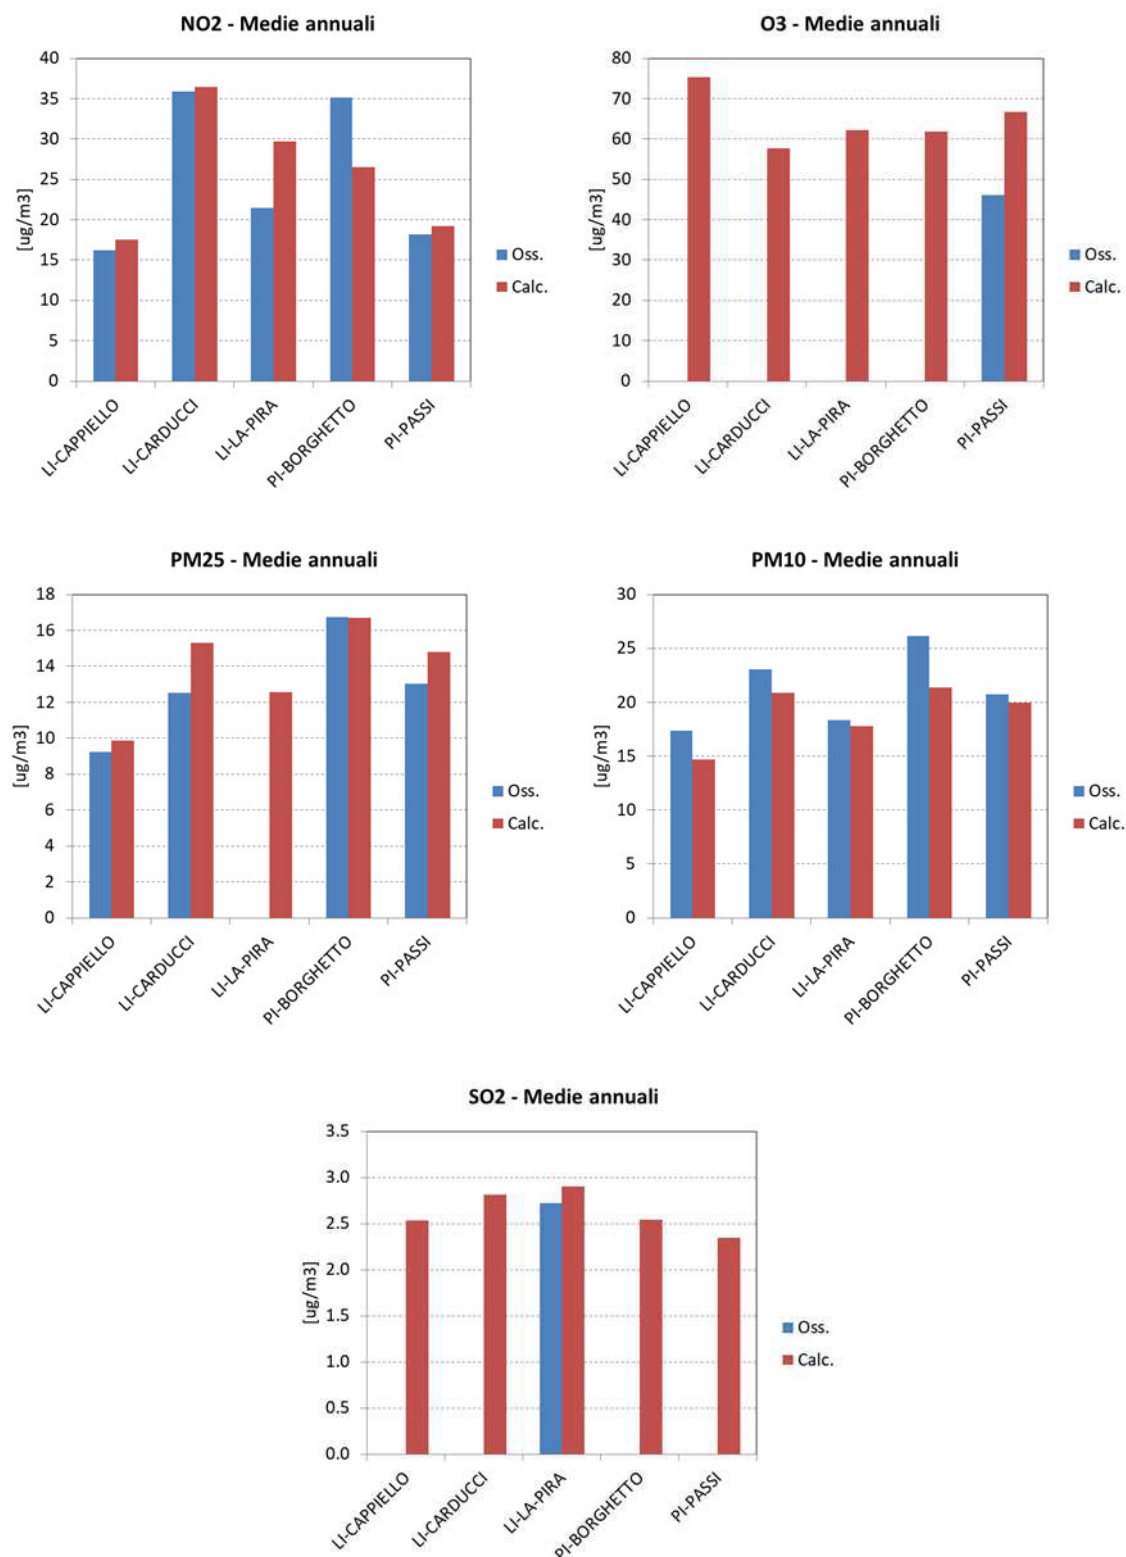 NO2 - Medie annuali
40
35
30
25
20
15
10
5
0
[ug/m3]
LI-CAPPIELLO
LI-CARDUCCI
LI-LA-PIRA
PI-BORGHETTO
PI-PASSI
Oss.
Calc.
O3 - Medie annuali
80
70
60
50
40
30
20
10
0
[ug/m3]
LI-CAPPIELLO
LI-CARDUCCI
LI-LA-PIRA
PI-BORGHETTO
PI-PASSI
Oss.
Calc.
PM25 - Medie annuali
18
16
14
12
10
8
6
4
2
0
[ug/m3]
LI-CAPPIELLO
LI-CARDUCCI
LI-LA-PIRA
PI-BORGHETTO
PI-PASSI
Oss.
Calc.
PM10 - Medie annuali
30
25
20
15
10
5
0
[ug/m3]
LI-CAPPIELLO
LI-CARDUCCI
LI-LA-PIRA
PI-BORGHETTO
PI-PASSI
Oss.
Calc.
SO2 - Medie annuali
3.5
3.0
2.5
2.0
1.5
1.0
0.5
0.0
[ug/m3]
LI-CAPPIELLO
LI-CARDUCCI
LI-LA-PIRA
PI-BORGHETTO
PI-PASSI
Oss.
Calc.